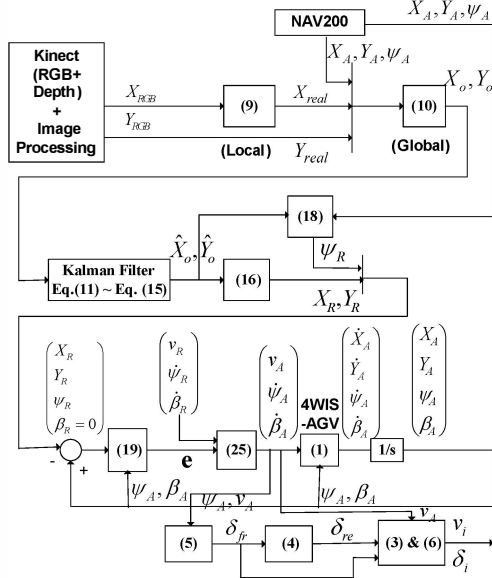 NAV200
X_A, Y_A, ψ_A
Kinect
(RGB+
Depth)
+
Image
Processing
X_RGB
Y_RGB
(9)
(Local)
X_A, Y_A, ψ_A
X_real
Y_real
(10)
(Global)
X_o, Y_o
(18)
ψ_R
X̂_o, Ŷ_o
Kalman Filter
Eq.(11) ~ Eq. (15)
(16)
X_R, Y_R
X_R
Y_R
ψ_R
β_R = 0
v_R
ψ̇_R
β̇_R
v_A
ψ̇_A
β̇_A
Ẋ_A
Ẏ_A
ψ̇_A
β̇_A
X_A
Y_A
ψ_A
β_A
4WIS
-AGV
-
+
(19)
e
(25)
(1)
1/s
ψ_A, β_A
ψ_A, v_A
ψ_A, β_A
v_A
(5)
δ_fr
(4)
δ_re
(3) & (6)
v_i
δ_i